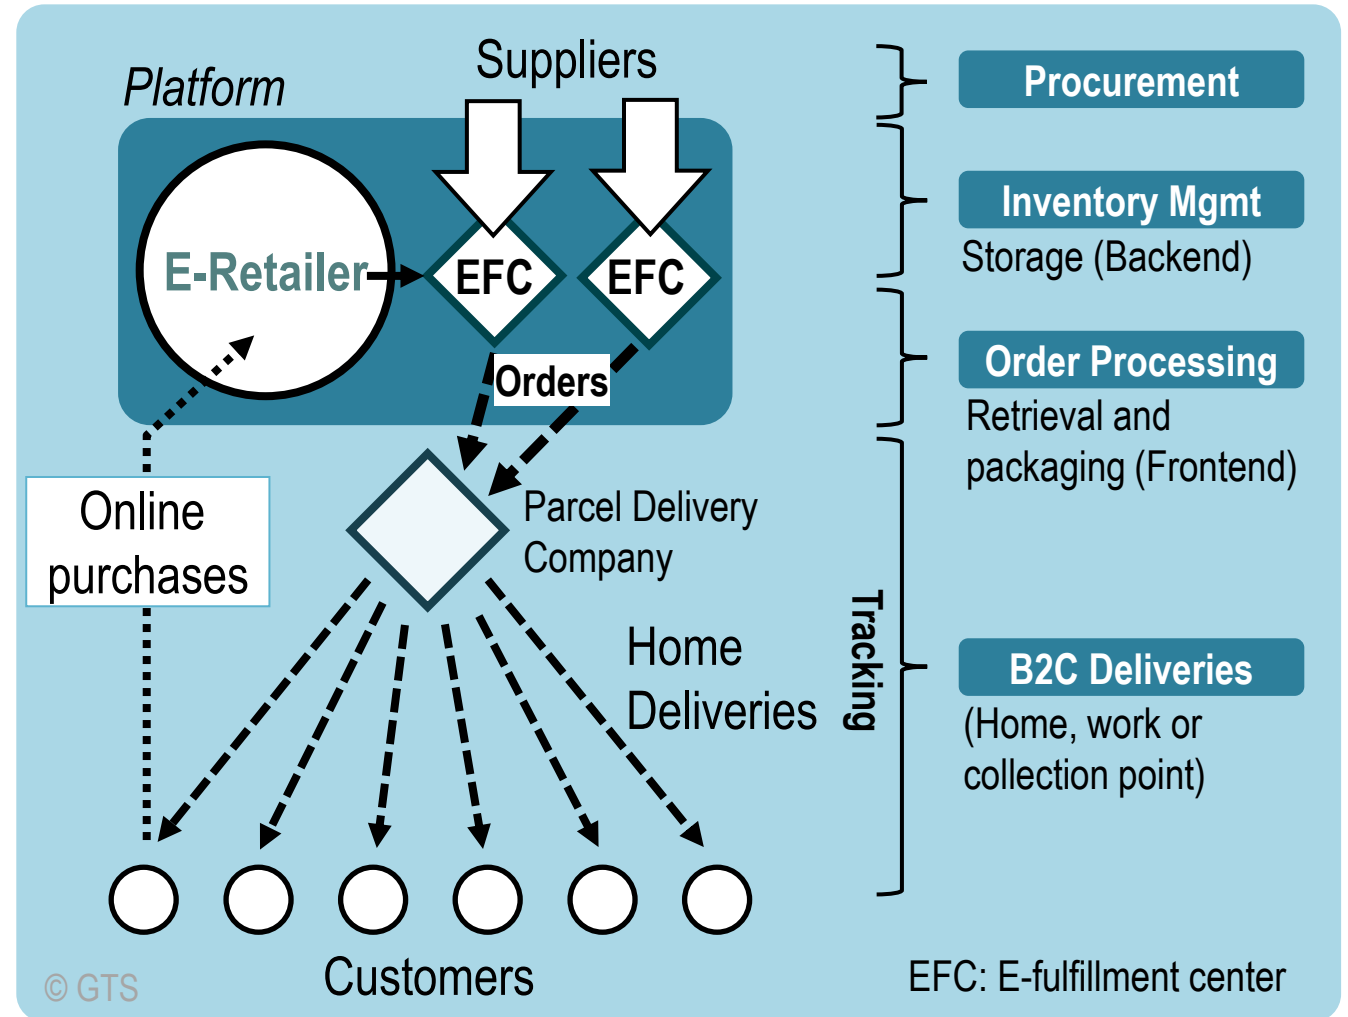 Suppliers
Platform
Procurement
E-Retailer
EFC
EFC
Inventory Mgmt
Storage (Backend)
Orders
Order Processing
Retrieval and
packaging (Frontend)
Online
purchases
Parcel Delivery
Company
Home
Deliveries
Tracking
B2C Deliveries
(Home, work or
collection point)
Customers
EFC: E-fulfillment center
© GTS